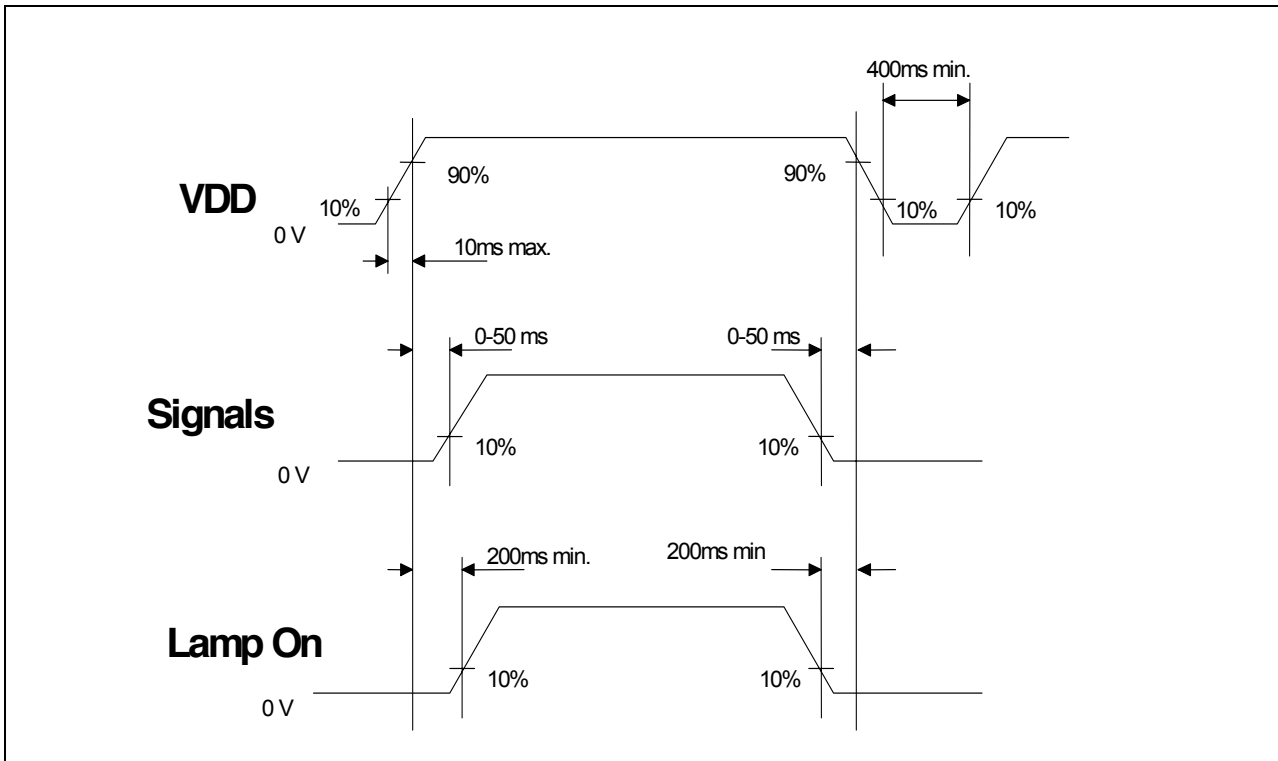 400ms min.
90%
90%
VDD
10%
10%
10%
0 V
10ms max.
0-50 ms
0-50 ms
Signals
10%
10%
0 V
200ms min.
200ms min
Lamp On
10%
10%
0 V